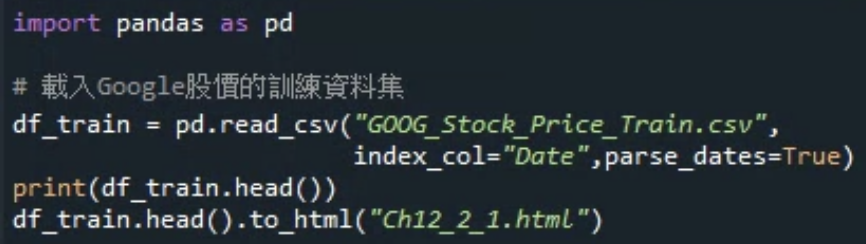 import pandas as pd
# 載入Google股價的訓練資料集
df_train = pd.read_csv("GOOG_Stock_Price_Train.csv",
index_col="Date",parse_dates=True)
print(df_train.head())
df_train.head().to_html("Ch12_2_1.html")